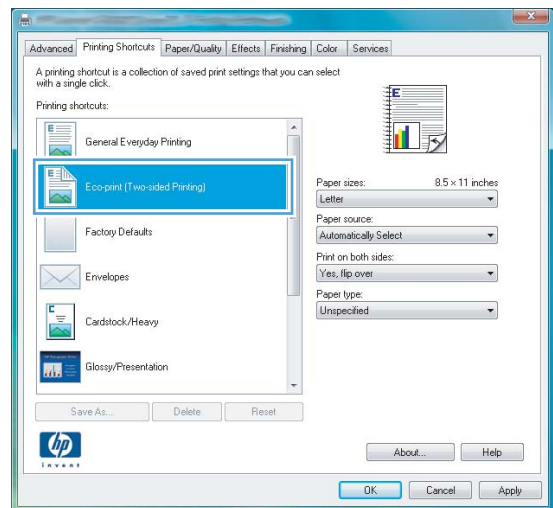 Advanced Printing Shortcuts Paper/Quality Effects Finishing Color Services
A printing shortcut is a collection of saved print settings that you can select
with a single click.
Printing shortcuts:
E
General Everyday Printing
E
Eco-print (Two-sided Printing)
Factory Defaults
Envelopes
C
Cardstock/Heavy
Glossy/Presentation
Save As... Delete Reset
E
Paper sizes: 8.5 × 11 inches
Letter
Paper source:
Automatically Select
Print on both sides:
Yes, flip over
Paper type:
Unspecified
hp
invent
About... Help
OK Cancel Apply